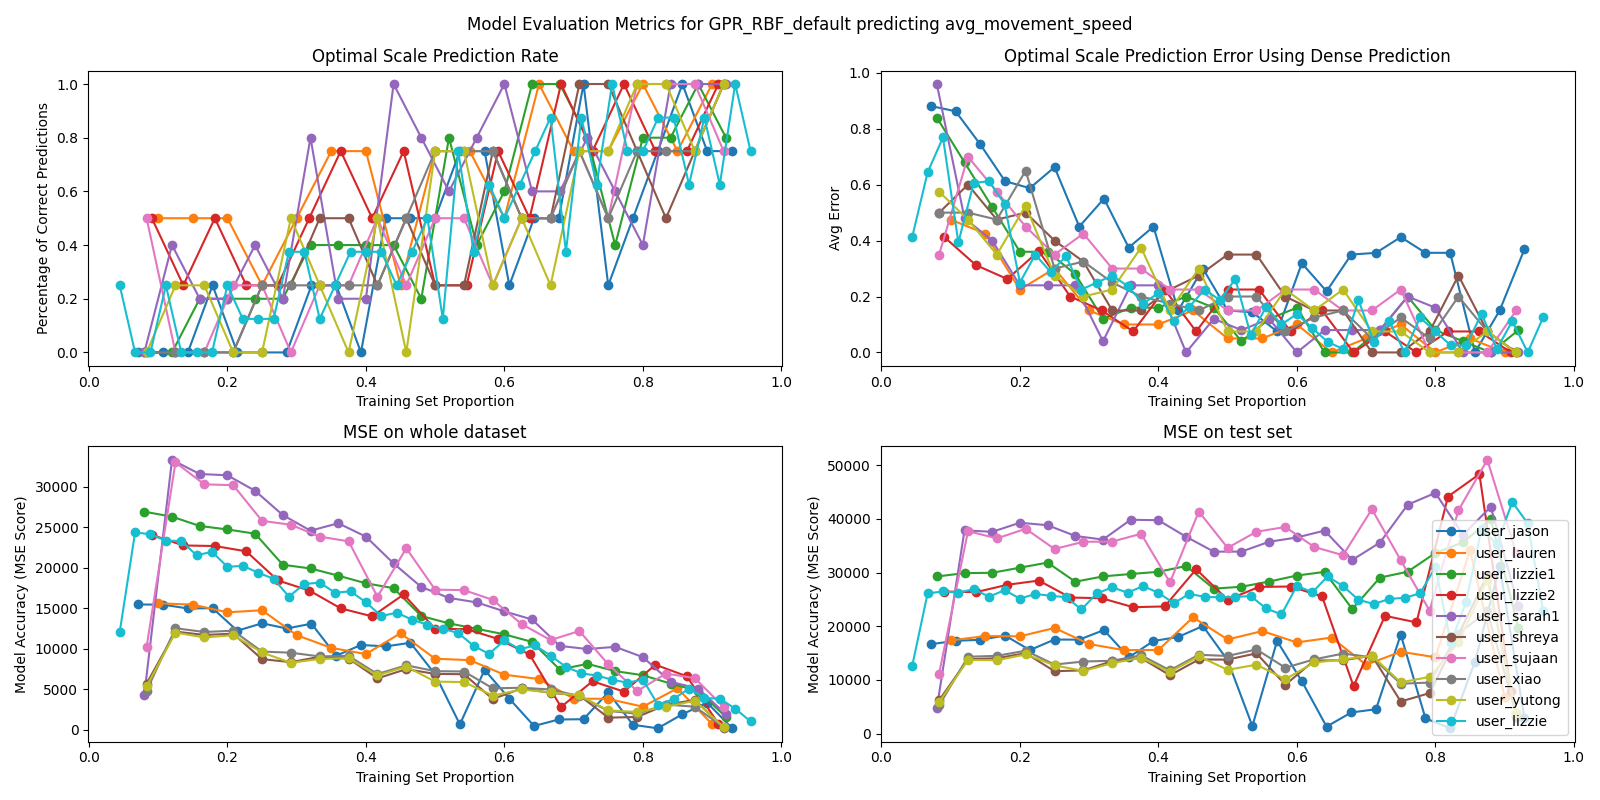 Model Evaluation Metrics for GPR_RBF_default predicting avg_movement_speed
Optimal Scale Prediction Rate
Percentage of Correct Predictions
1.0
0.8
0.6
0.4
0.2
0.0
0.0 0.2 0.4 0.6 0.8 1.0
Training Set Proportion
Optimal Scale Prediction Error Using Dense Prediction
Avg Error
1.0
0.8
0.6
0.4
0.2
0.0
0.0 0.2 0.4 0.6 0.8 1.0
Training Set Proportion
MSE on whole dataset
Model Accuracy (MSE Score)
30000
25000
20000
15000
10000
5000
0
0.0 0.2 0.4 0.6 0.8 1.0
Training Set Proportion
MSE on test set
Model Accuracy (MSE Score)
50000
40000
30000
20000
10000
0
0.0 0.2 0.4 0.6 0.8 1.0
Training Set Proportion
user_jason
user_lauren
user_lizzie1
user_lizzie2
user_sarah1
user_shreya
user_sujaan
user_xiao
user_yutong
user_lizzie